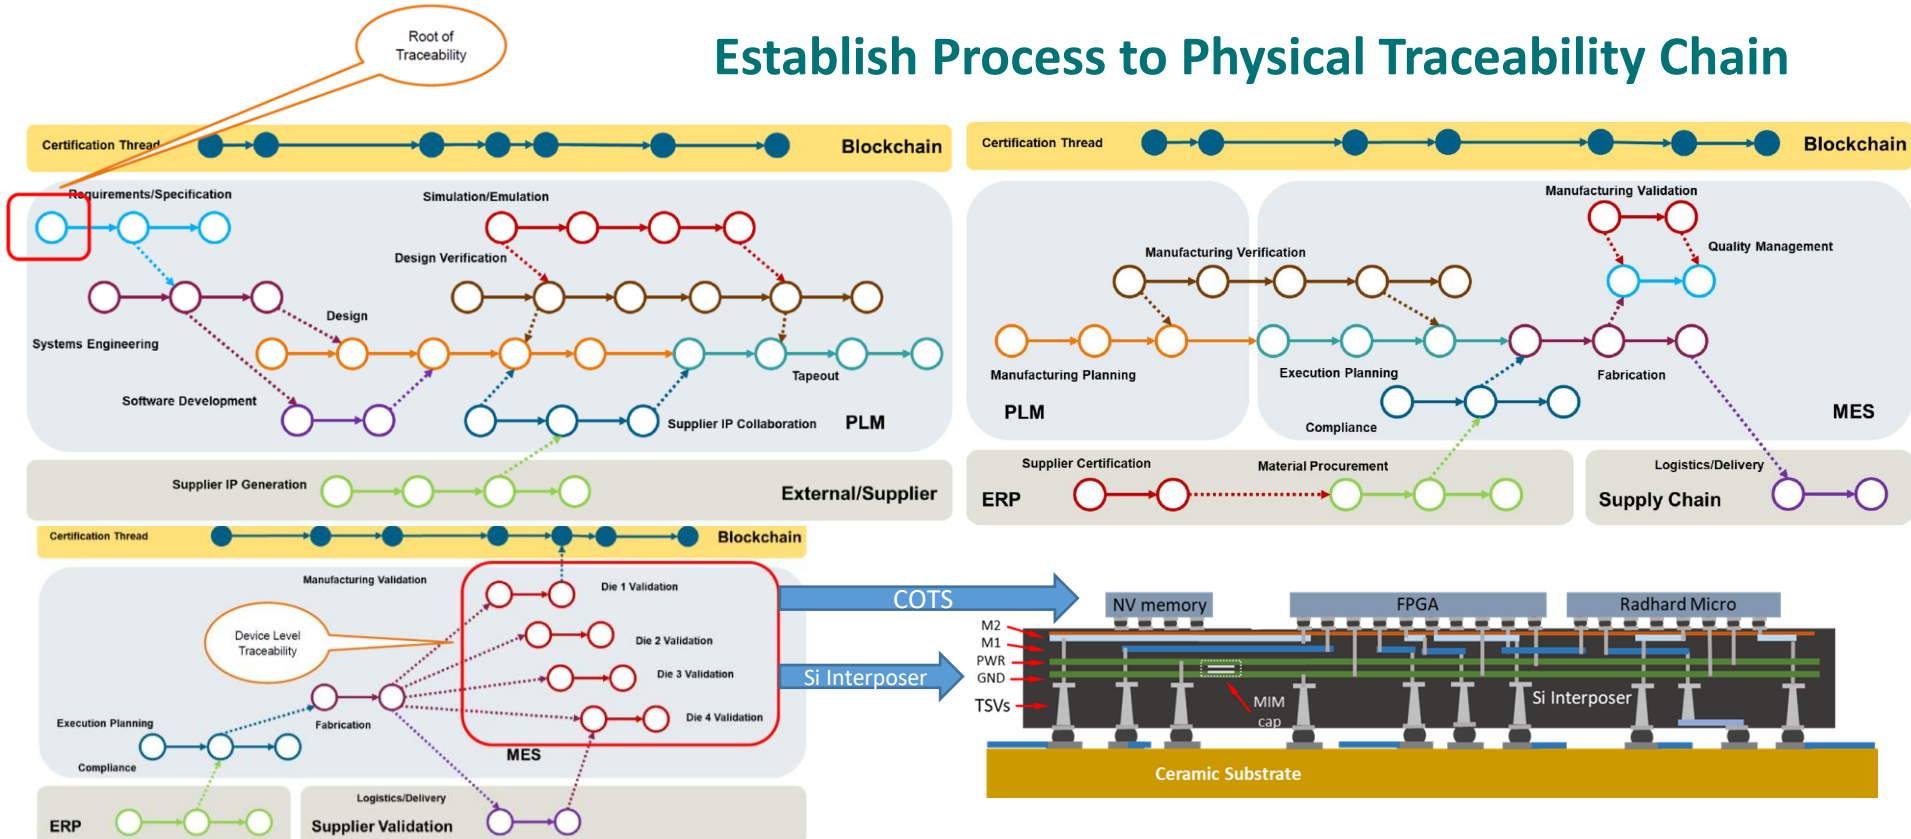 Root of
Traceability
Establish Process to Physical Traceability Chain
Certification Thread
Blockchain
Requirements/Specification
Simulation/Emulation
Design Verification
Design
Systems Engineering
Tapeout
Software Development
Supplier IP Collaboration
PLM
Supplier IP Generation
External/Supplier
Certification Thread
Blockchain
Manufacturing Validation
Quality Management
Manufacturing Verification
Manufacturing Planning
Execution Planning
Fabrication
PLM
Compliance
MES
Supplier Certification
Material Procurement
ERP
Logistics/Delivery
Supply Chain
Certification Thread
Blockchain
Manufacturing Validation
Die 1 Validation
Device Level
Traceability
Die 2 Validation
Die 3 Validation
Die 4 Validation
Execution Planning
Fabrication
Compliance
MES
ERP
Logistics/Delivery
Supplier Validation
COTS
Si Interposer
NV memory
FPGA
Radhard Micro
M2
M1
PWR
GND
TSVs
MIM
cap
Si Interposer
Ceramic Substrate